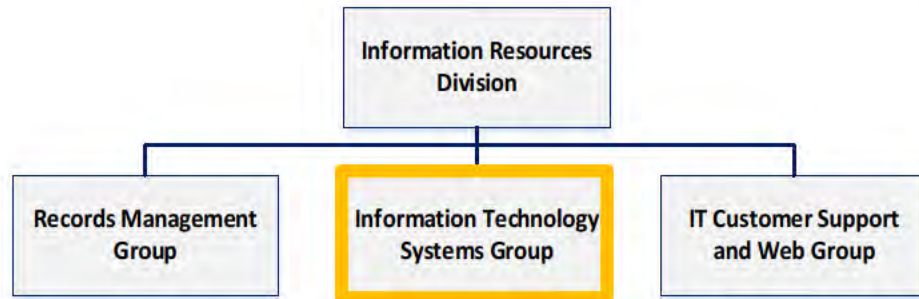 Information Resources
Division
Records Management
Group
Information Technology
Systems Group
IT Customer Support
and Web Group